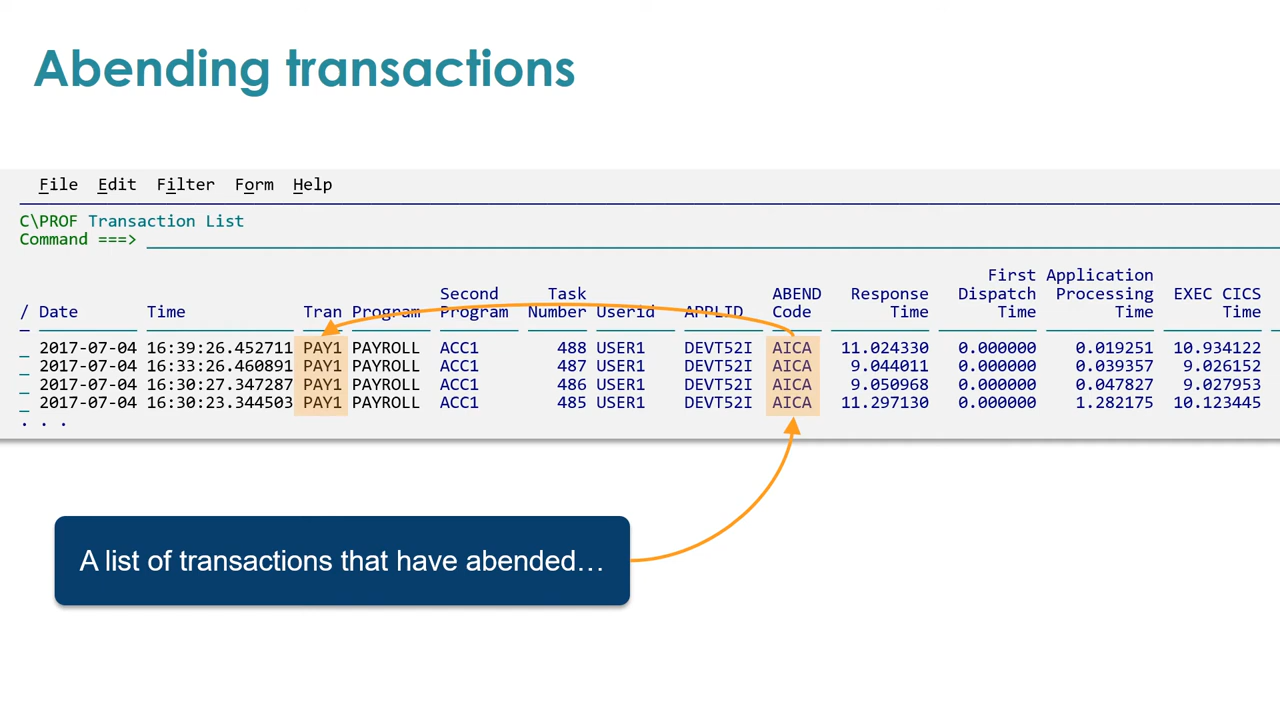 Abending transactions
File Edit Filter Form Help
C\PROF Transaction List
Command ===>
First Application
Second Task ABEND Response Dispatch Processing EXEC CICS
/ Date Time Tran Program Program Number Userid APPLID Code Time Time Time Time
_ 2017-07-04 16:39:26.452711 PAY1 PAYROLL ACC1 488 USER1 DEVT52I AICA 11.024330 0.000000 0.019251 10.934122
_ 2017-07-04 16:33:26.460891 PAY1 PAYROLL ACC1 487 USER1 DEVT52I AICA 9.044011 0.000000 0.039357 9.026152
_ 2017-07-04 16:30:27.347287 PAY1 PAYROLL ACC1 486 USER1 DEVT52I AICA 9.050968 0.000000 0.047827 9.027953
_ 2017-07-04 16:30:23.344503 PAY1 PAYROLL ACC1 485 USER1 DEVT52I AICA 11.297130 0.000000 1.282175 10.123445
. . .
A list of transactions that have abended…